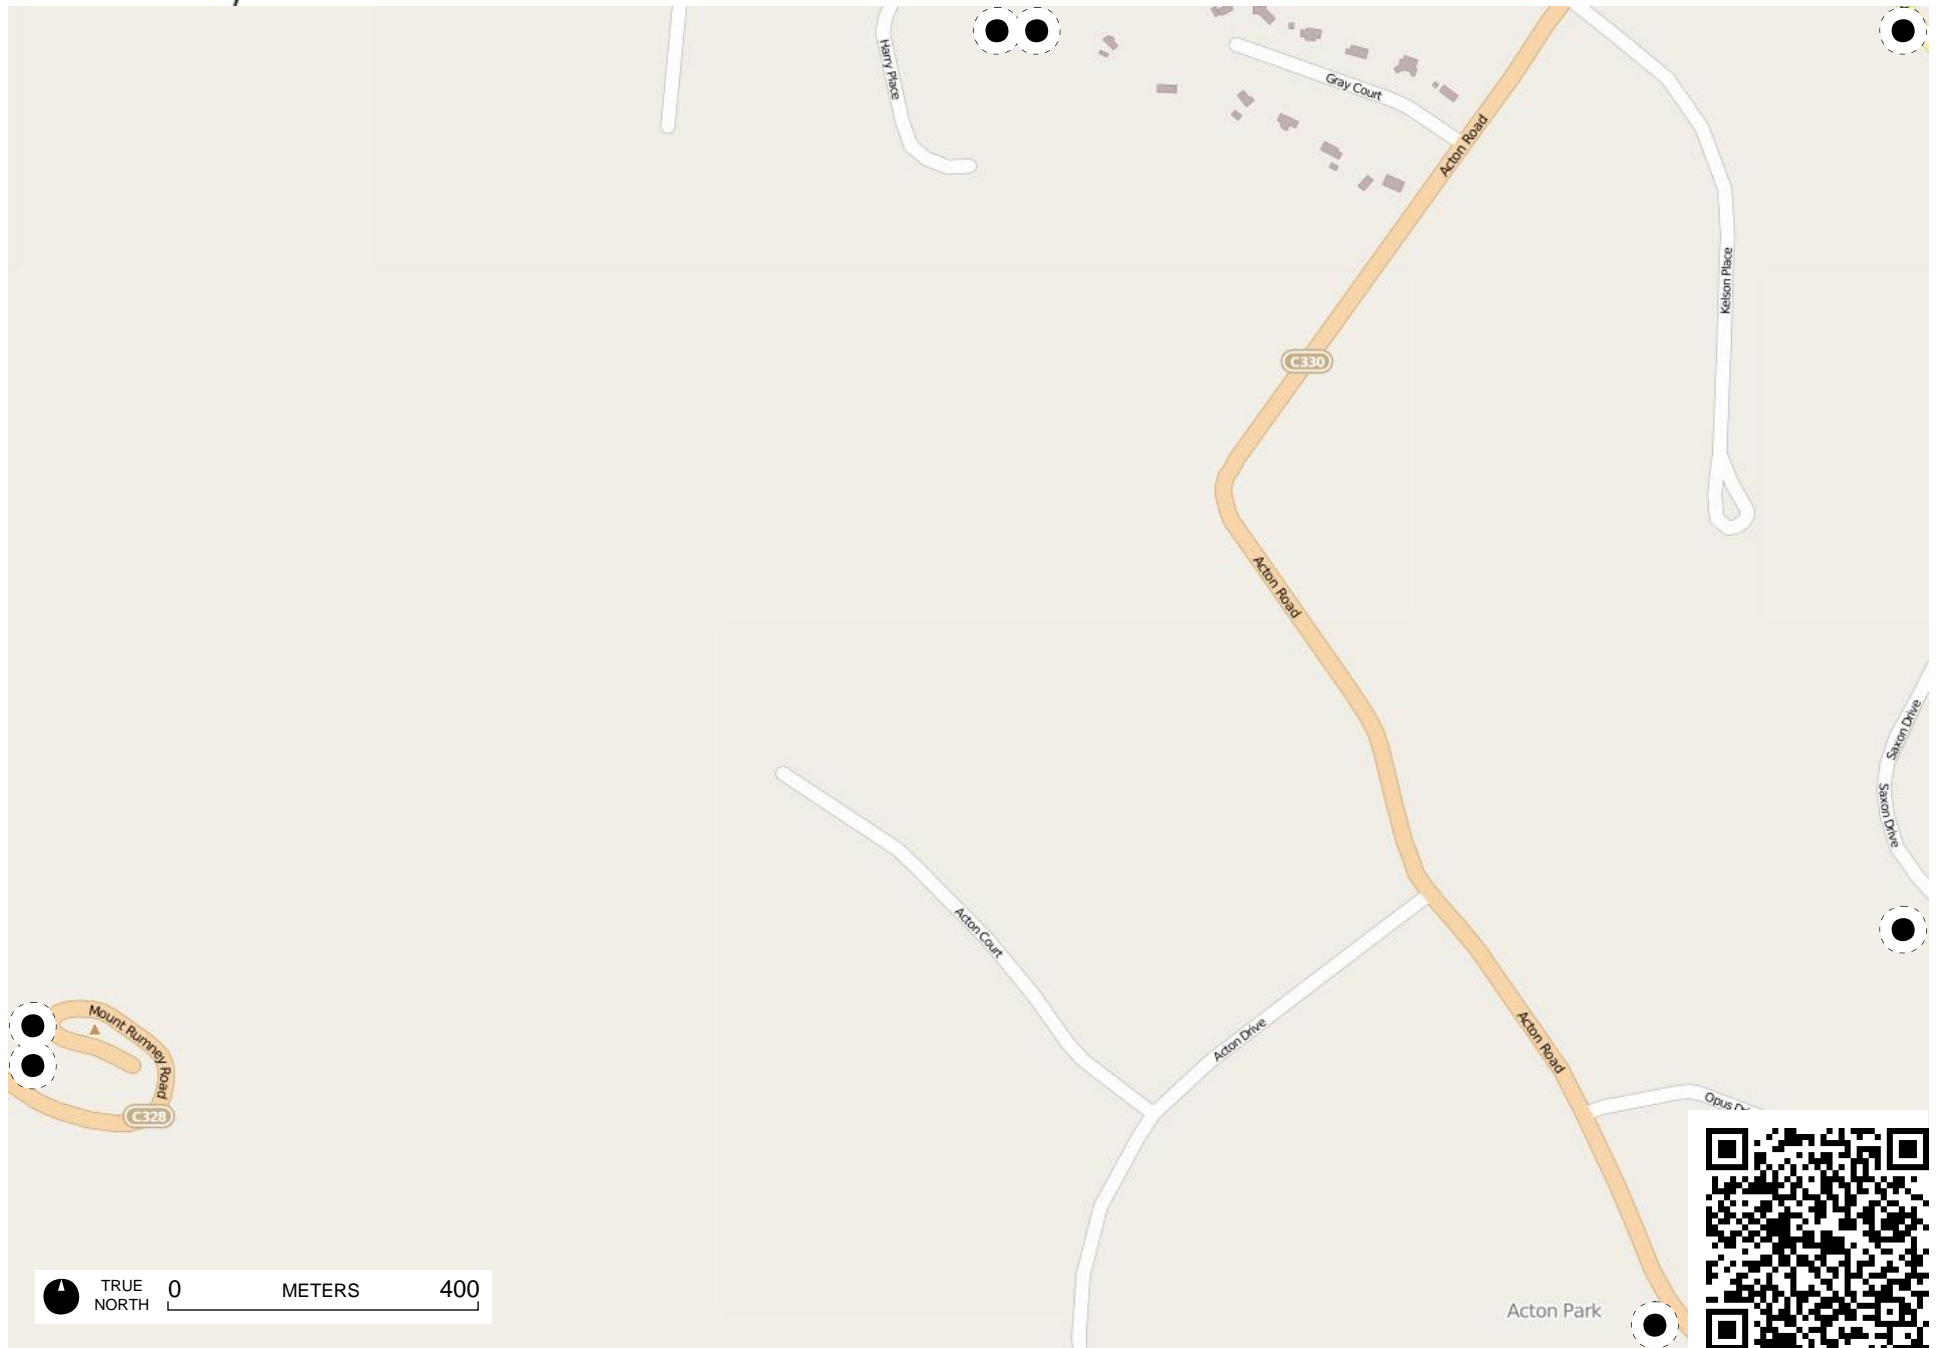 Harry Place
Gray Court
Acton Road
Kelson Place
C330
Acton Road
Saxon Drive
Saxon Drive
Acton Court
Mount Rumney Road
Acton Drive
Acton Road
C328
Opus
TRUE NORTH
0 METERS 400
Acton Park